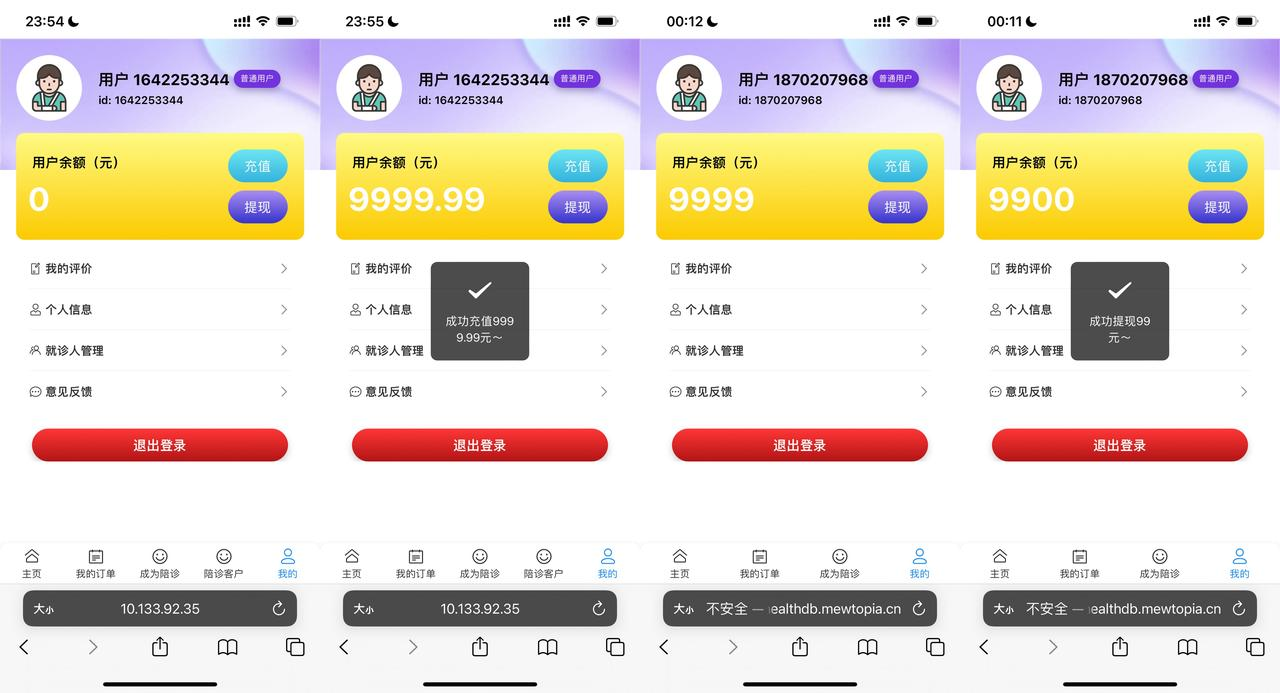 23:54
用户 1642253344 普通用户
id: 1642253344
用户余额（元）
充值
0
提现
我的评价
个人信息
就诊人管理
意见反馈
退出登录
主页 我的订单 成为陪诊 陪诊客户 我的
大小 10.133.92.35
23:55
用户 1642253344 普通用户
id: 1642253344
用户余额（元）
充值
9999.99
提现
我的评价
个人信息
就诊人管理
意见反馈
成功充值999
9.99元～
退出登录
主页 我的订单 成为陪诊 陪诊客户 我的
大小 10.133.92.35
00:12
用户 1870207968 普通用户
id: 1870207968
用户余额（元）
充值
9999
提现
我的评价
个人信息
就诊人管理
意见反馈
退出登录
主页 我的订单 成为陪诊 我的
大小 不安全 — ealthdb.mewtopia.cn
00:11
用户 1870207968 普通用户
id: 1870207968
用户余额（元）
充值
9900
提现
我的评价
个人信息
就诊人管理
意见反馈
成功提现99
元～
退出登录
主页 我的订单 成为陪诊 我的
大小 不安全 — ealthdb.mewtopia.cn